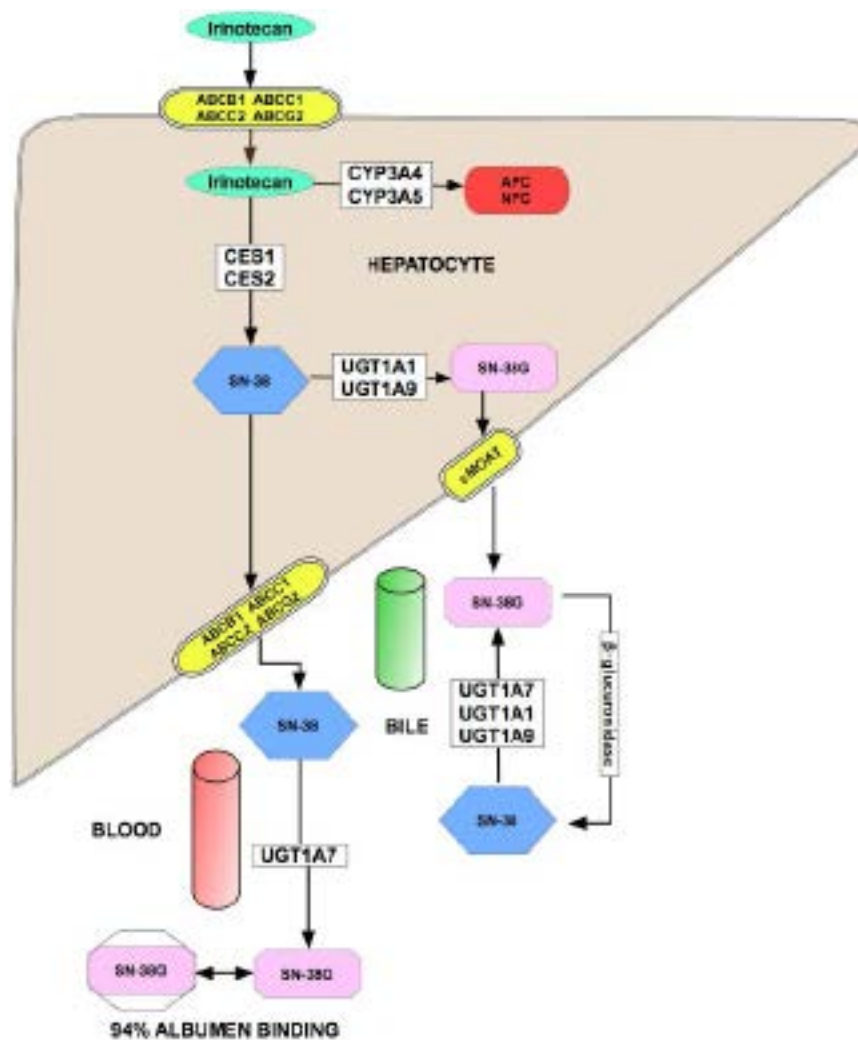 Irinotecan
ABCB1 ABCC1
ABCC2 ABCG2
Irinotecan
CYP3A4
CYP3A5
APC
NPC
CES1
CES2
HEPATOCYTE
SN-38
UGT1A1
UGT1A9
SN-38G
cMOAT
ABCB1 ABCC1
ABCC2 ABCG2
SN-38G
β-glucuronidase
UGT1A7
UGT1A1
UGT1A9
SN-38
BILE
SN-38
BLOOD
UGT1A7
SN-38G
SN-38G
94% ALBUMEN BINDING